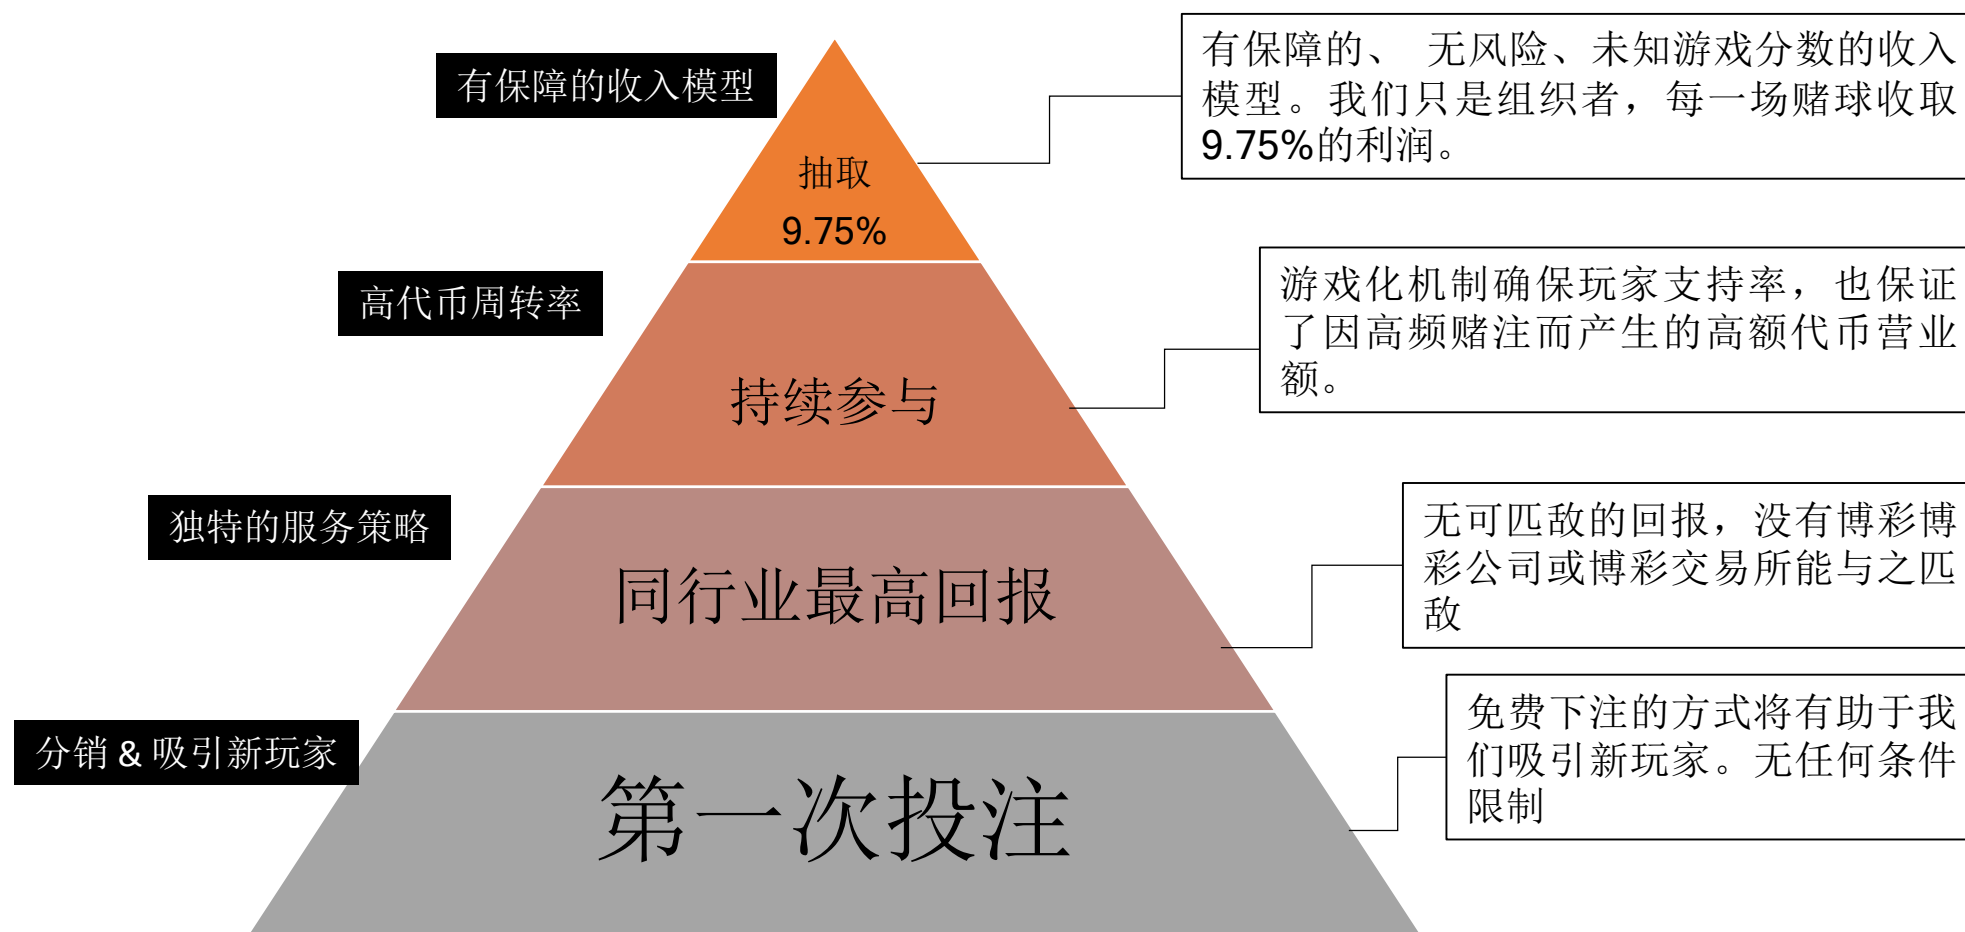 有保障的收入模型
抽取
9.75%
有保障的、 无风险、未知游戏分数的收入
模型。我们只是组织者，每一场赌球收取
9.75%的利润。
高代币周转率
持续参与
游戏化机制确保玩家支持率，也保证
了因高频赌注而产生的高额代币营业
额。
独特的服务策略
同行业最高回报
无可匹敌的回报，没有博彩博
彩公司或博彩交易所能与之匹
敌
分销 & 吸引新玩家
第一次投注
免费下注的方式将有助于我
们吸引新玩家。无任何条件
限制